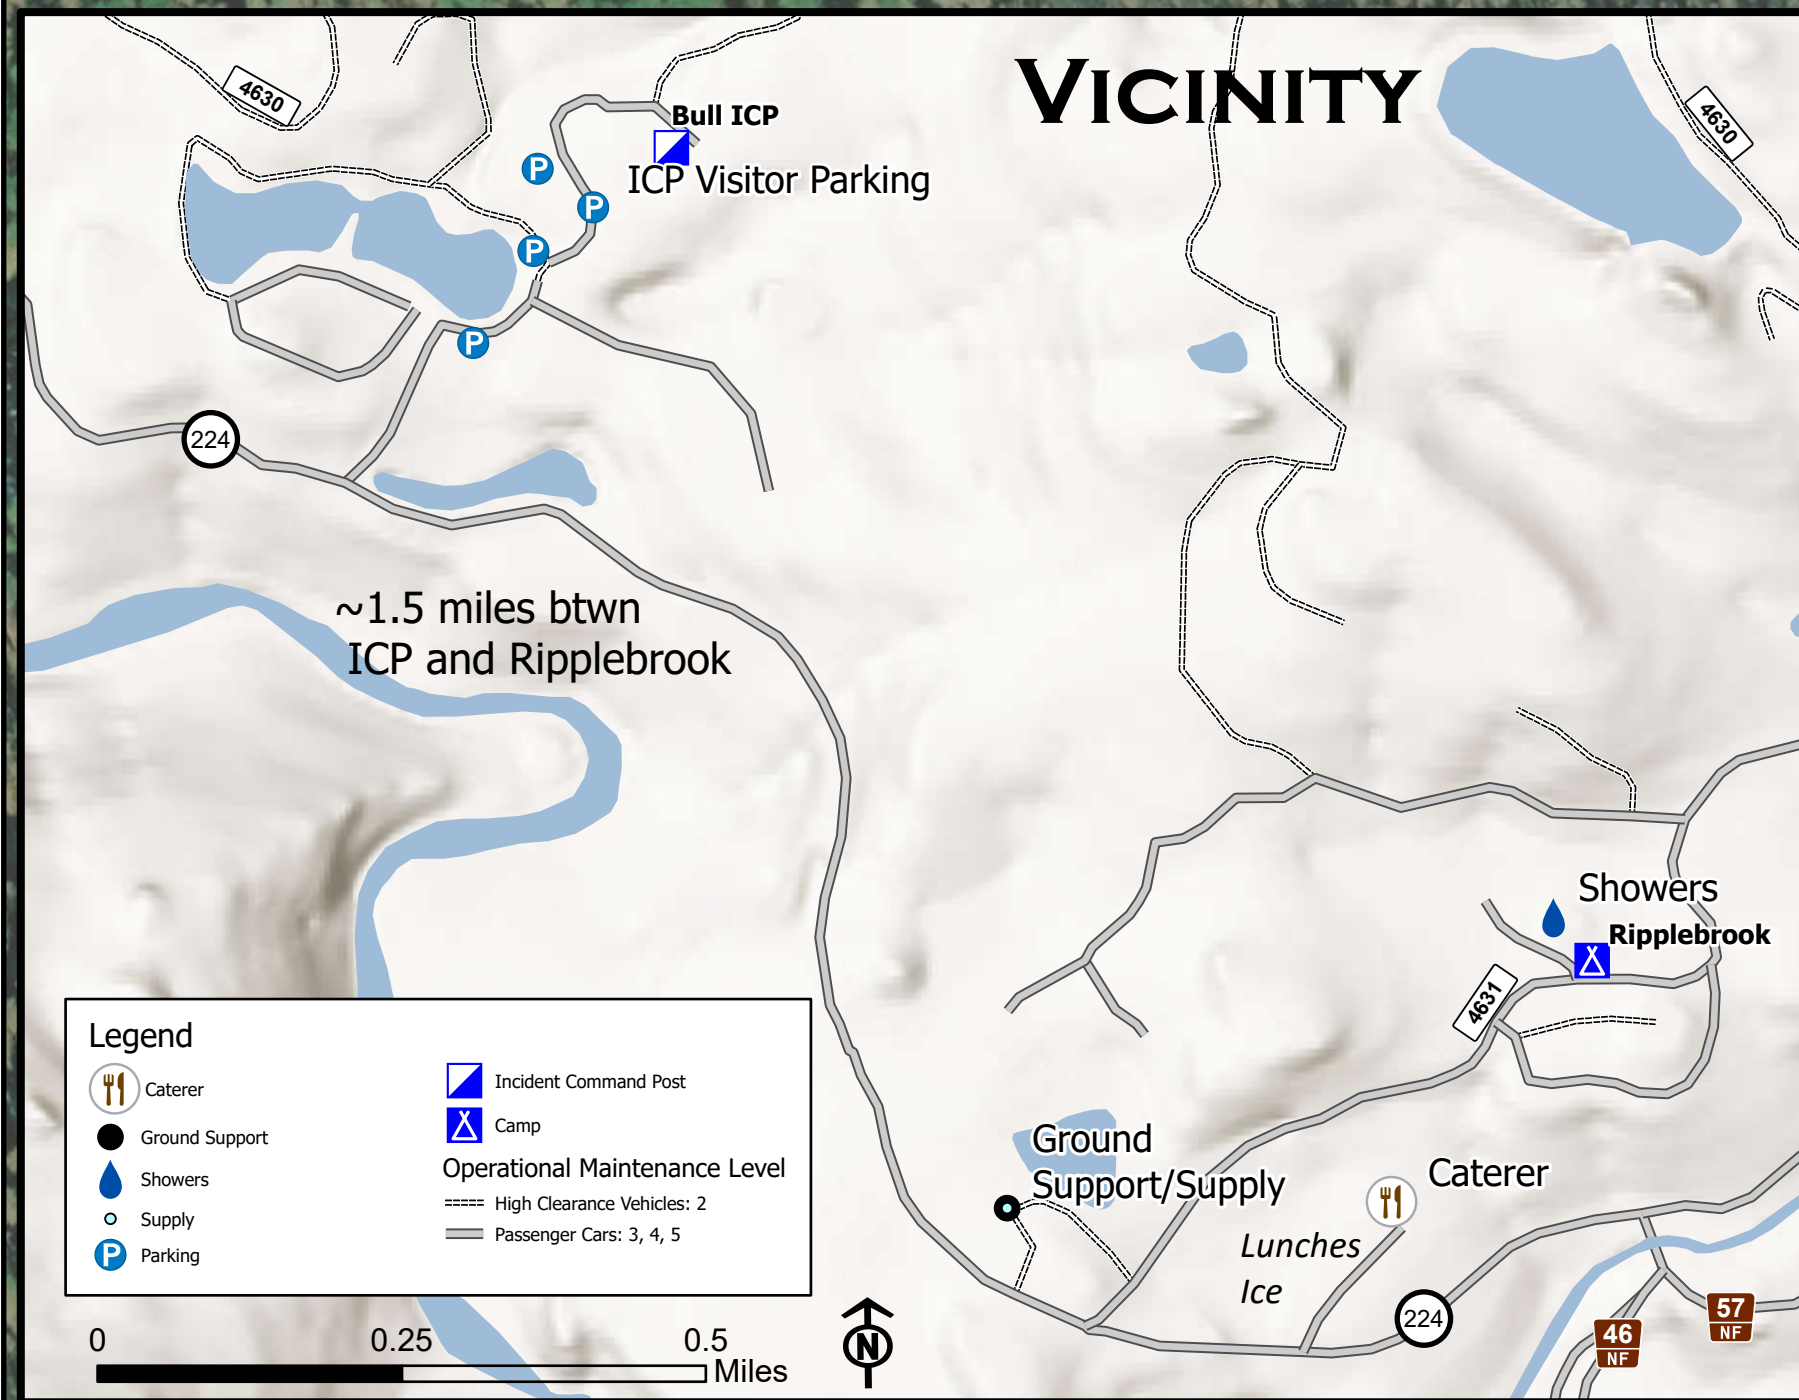 VICINITY
4630
4630
Bull ICP
P
ICP Visitor Parking
P
P
P
224
~1.5 miles btwn
ICP and Ripplebrook
Showers
Ripplebrook
4631
Ground
Support/Supply
Caterer
Lunches
Ice
224
57
NF
46
NF
Legend
Caterer
Ground Support
Showers
Supply
P Parking
Incident Command Post
Camp
Operational Maintenance Level
High Clearance Vehicles: 2
Passenger Cars: 3, 4, 5
0 0.25 0.5
Miles
N